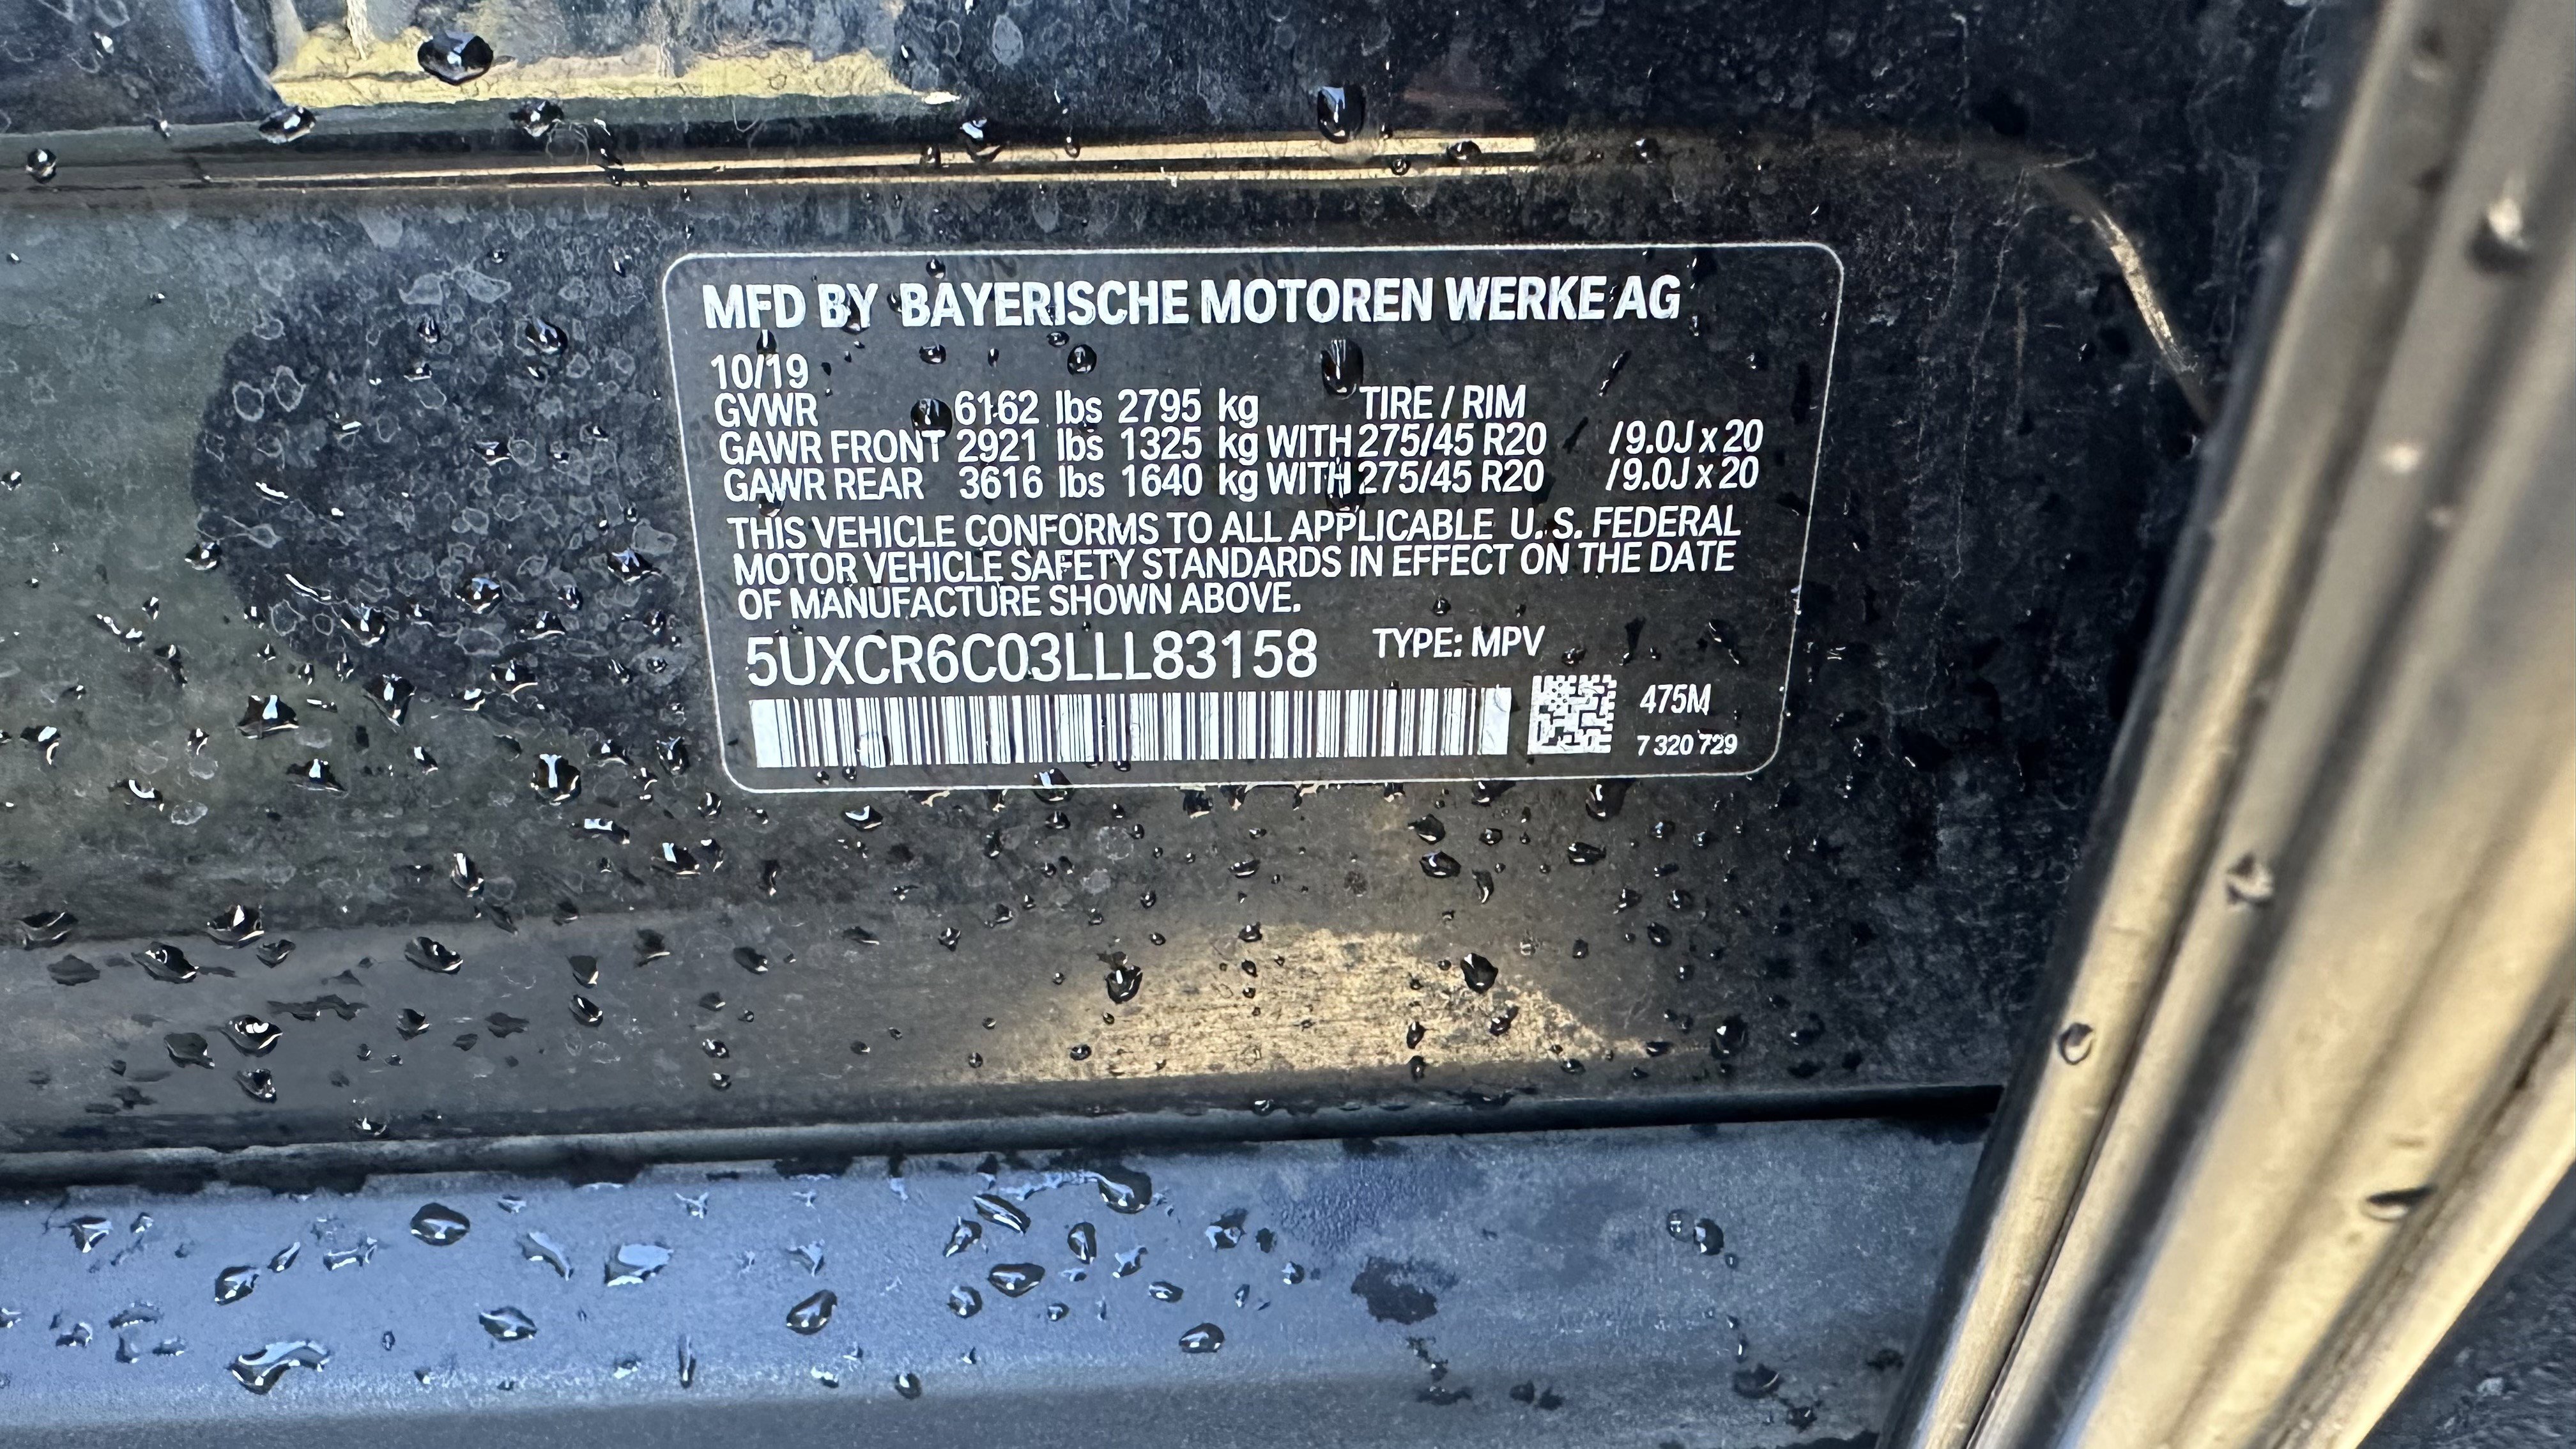 MFD BY BAYERISCHE MOTOREN WERKE AG
10/19
GVWR 6162 lbs 2795 kg TIRE / RIM
GAWR FRONT 2921 lbs 1325 kg WITH 275/45 R20 /9.0J x 20
GAWR REAR 3616 lbs 1640 kg WITH 275/45 R20 /9.0J x 20
THIS VEHICLE CONFORMS TO ALL APPLICABLE U. S. FEDERAL
MOTOR VEHICLE SAFETY STANDARDS IN EFFECT ON THE DATE
OF MANUFACTURE SHOWN ABOVE.
5UXCR6C03LLL83158 TYPE: MPV
475M
7 320 729